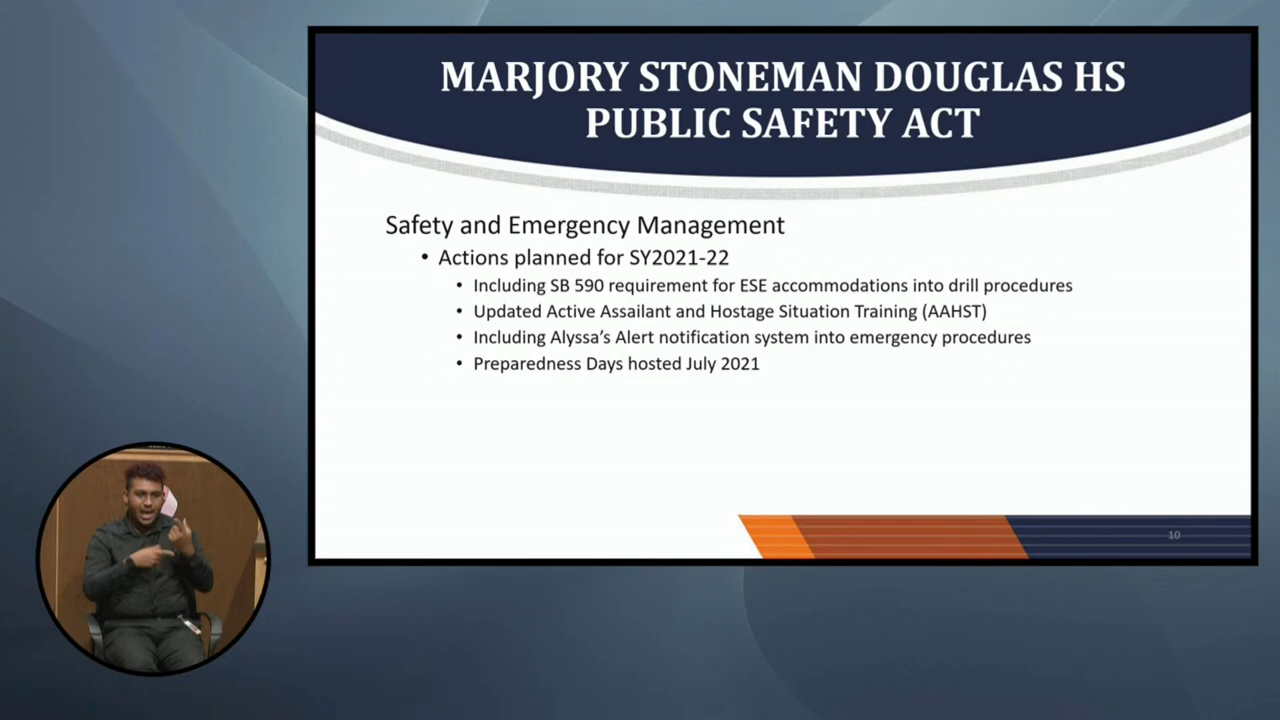 MARJORY STONEMAN DOUGLAS HS
PUBLIC SAFETY ACT
Safety and Emergency Management
• Actions planned for SY2021-22
• Including SB 590 requirement for ESE accommodations into drill procedures
• Updated Active Assailant and Hostage Situation Training (AAHST)
• Including Alyssa’s Alert notification system into emergency procedures
• Preparedness Days hosted July 2021
10